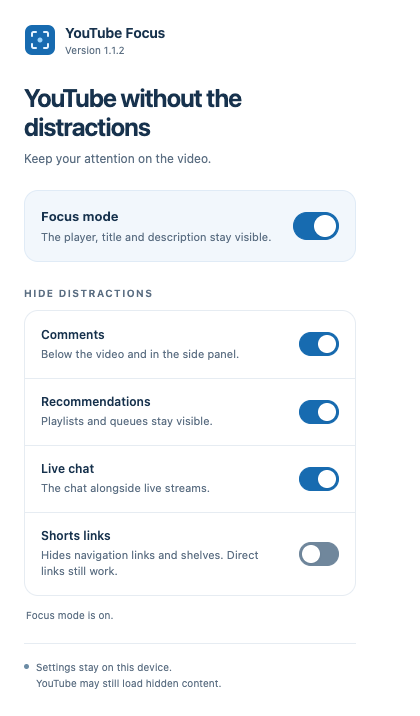 YouTube Focus
Version 1.1.2
YouTube without the
distractions
Keep your attention on the video.
Focus mode
The player, title and description stay visible.
HIDE DISTRACTIONS
Comments
Below the video and in the side panel.
Recommendations
Playlists and queues stay visible.
Live chat
The chat alongside live streams.
Shorts links
Hides navigation links and shelves. Direct
links still work.
Focus mode is on.
Settings stay on this device.
YouTube may still load hidden content.